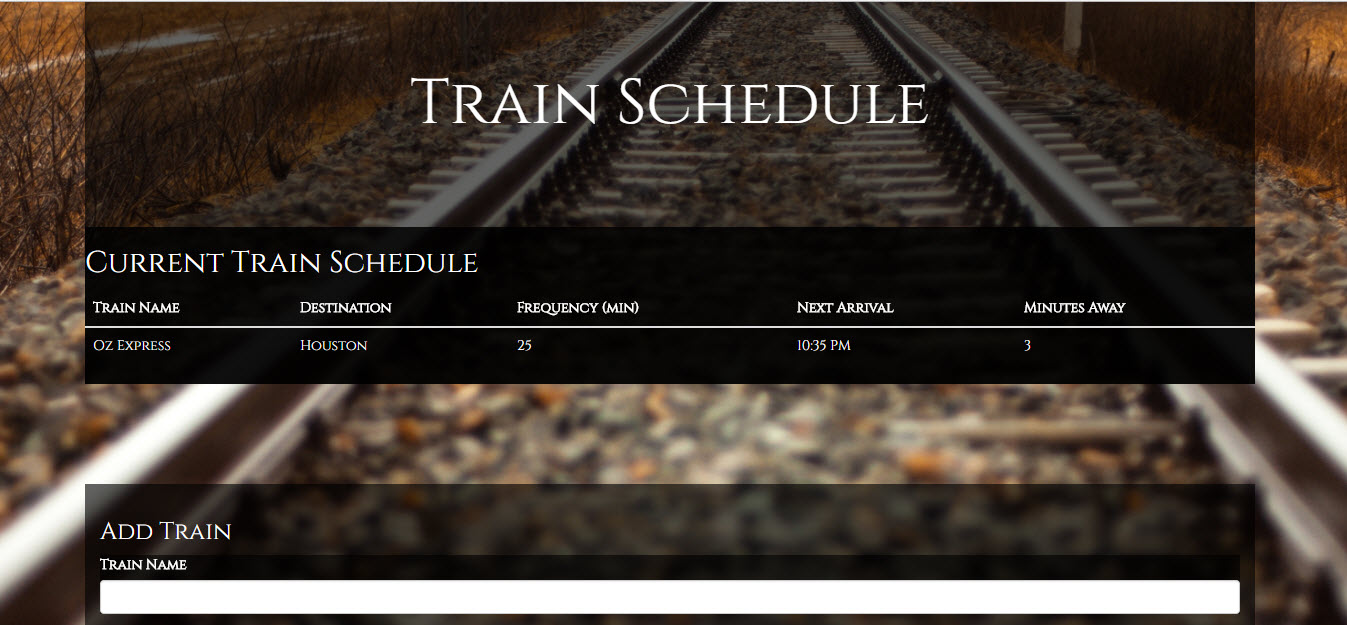 Train Schedule
Current Train Schedule
Train Name Destination Frequency (min) Next Arrival Minutes Away
Oz Express Houston 25 10:35 PM 3
Add Train
Train Name